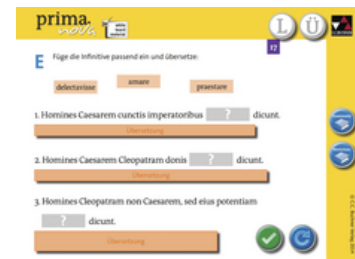 prima.
nova
L Ü
17
E Füge die Infinitive passend ein und übersetze:
delectavisse amare praestare
1. Homines Caesarem cunctis imperatoribus ? dicunt.
Übersetzung
2. Homines Caesarem Cleopatram donis ? dicunt.
Übersetzung
3. Homines Cleopatram non Caesarem, sed eius potentiam
? dicunt.
Übersetzung